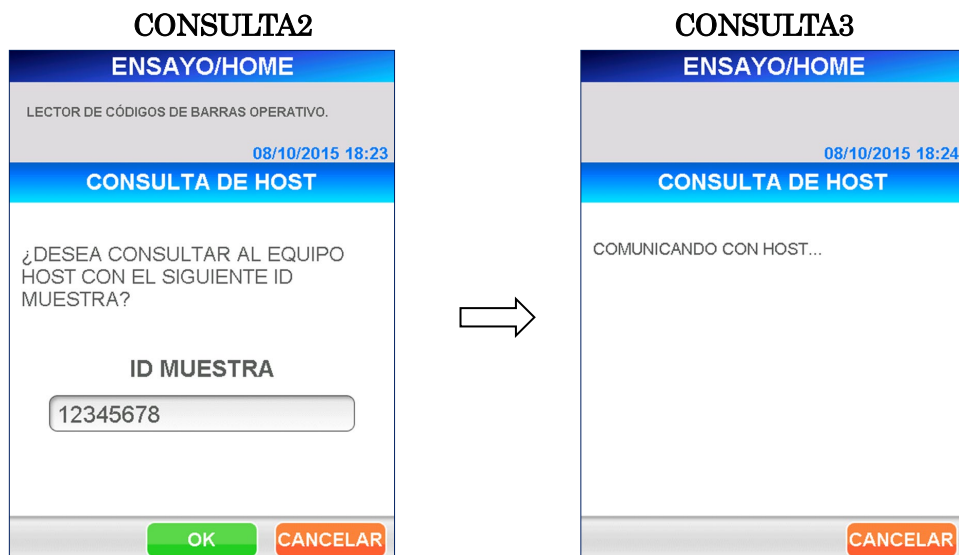 CONSULTA2
ENSAYO/HOME
LECTOR DE CÓDIGOS DE BARRAS OPERATIVO.
08/10/2015 18:23
CONSULTA DE HOST
¿DESEA CONSULTAR AL EQUIPO
HOST CON EL SIGUIENTE ID
MUESTRA?
ID MUESTRA
12345678
OK
CANCELAR
CONSULTA3
ENSAYO/HOME
08/10/2015 18:24
CONSULTA DE HOST
COMUNICANDO CON HOST...
CANCELAR